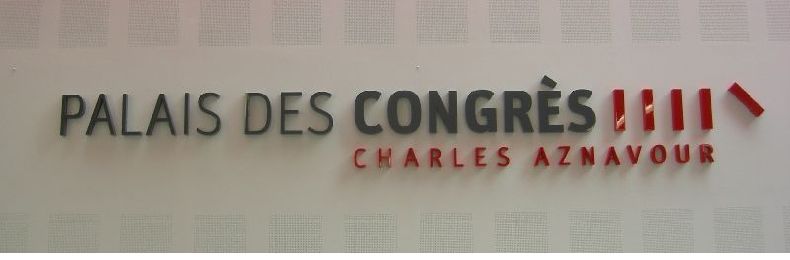 PALAIS DES CONGRÈS
CHARLES AZNAVOUR